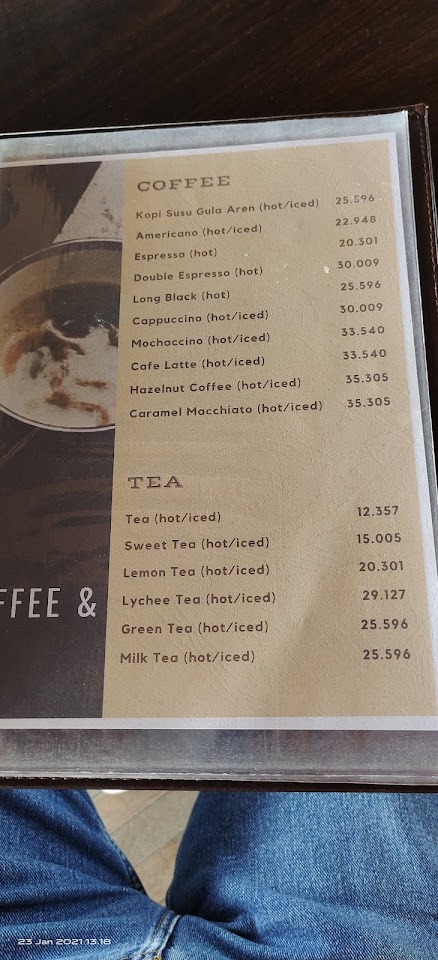 COFFEE
Kopi Susu Gula Aren (hot/iced) 25.596
Americano (hot/iced) 22.948
Espresso (hot) 20.301
Double Espresso (hot) 30.009
Long Black (hot) 25.596
Cappuccino (hot/iced) 30.009
Mochaccino (hot/iced) 33.540
Cafe Latte (hot/iced) 33.540
Hazelnut Coffee (hot/iced) 35.305
Caramel Macchiato (hot/iced) 35.305
TEA
Tea (hot/iced) 12.357
Sweet Tea (hot/iced) 15.005
Lemon Tea (hot/iced) 20.301
Lychee Tea (hot/iced) 29.127
Green Tea (hot/iced) 25.596
Milk Tea (hot/iced) 25.596
FFEE &
23 Jan 2021 13.18